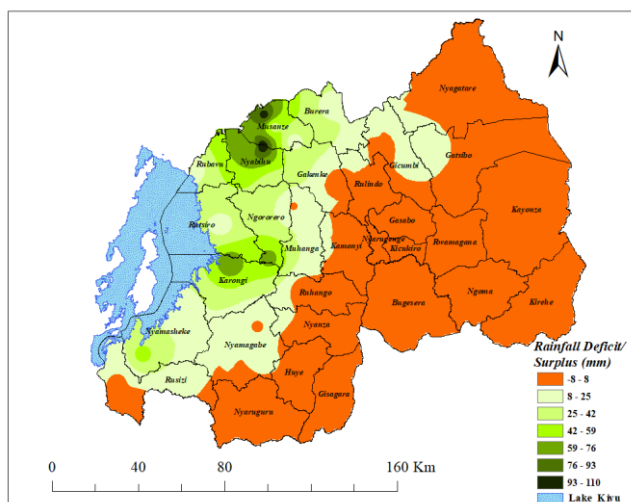 N
Nyagatare
Burera
Musanze
Nyabihu
Gicumbi
Gatsibo
Rubavu
Gakenke
Rulindo
Kayonza
Rutsiro
Ngororero
Gasabo
Nyarugenge
Rwamagana
Muhanga
Kamonyi
Kicukiro
Karongi
Ruhango
Bugesera
Ngoma
Kirehe
Nyamasheke
Nyanza
Nyamagabe
Rusizi
Huye
Gisagara
Nyaruguru
Rainfall Deficit/
Surplus (mm)
-8 - 8
8 - 25
25 - 42
42 - 59
59 - 76
76 - 93
93 - 110
Lake Kivu
0 40 80 160 Km